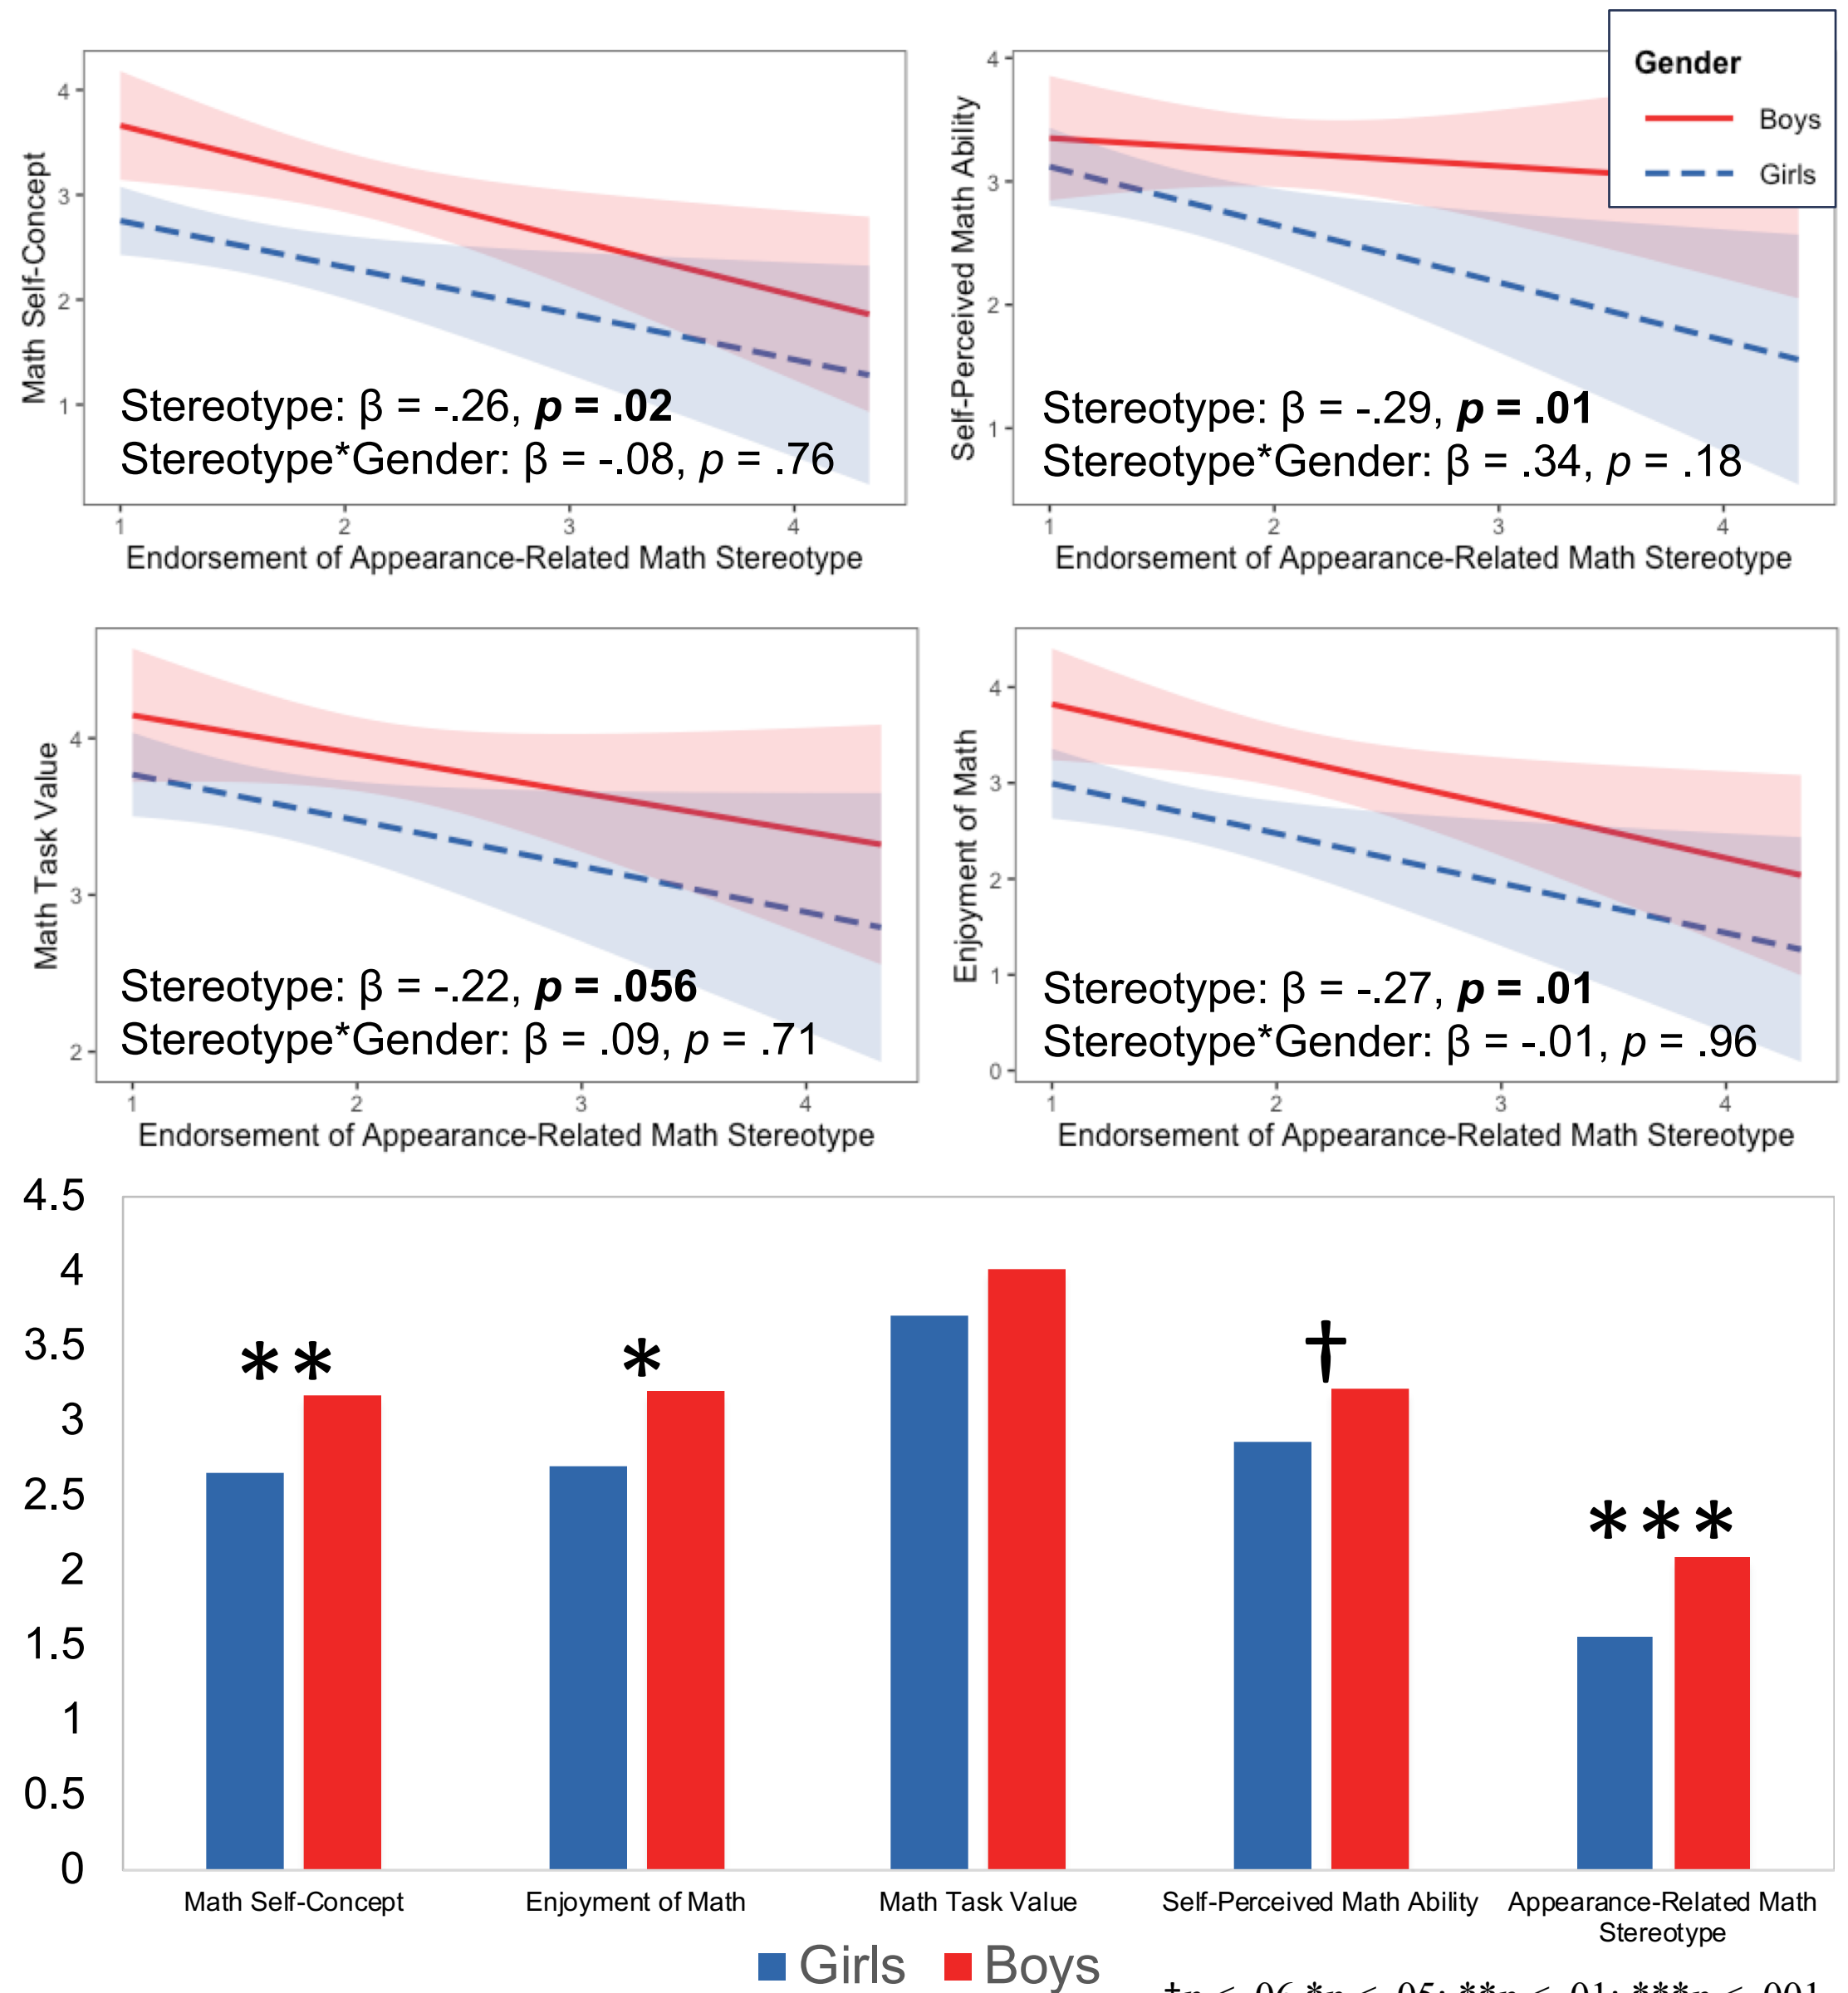 Gender
Boys
Girls
Math Self-Concept
4
3
2
1
Stereotype: β = -.26, p = .02
Stereotype*Gender: β = -.08, p = .76
1 2 3 4
Endorsement of Appearance-Related Math Stereotype
Self-Perceived Math Ability
4
3
2
1
Stereotype: β = -.29, p = .01
Stereotype*Gender: β = .34, p = .18
1 2 3 4
Endorsement of Appearance-Related Math Stereotype
Math Task Value
4
3
2
Stereotype: β = -.22, p = .056
Stereotype*Gender: β = .09, p = .71
1 2 3 4
Endorsement of Appearance-Related Math Stereotype
Enjoyment of Math
4
3
2
1
0
Stereotype: β = -.27, p = .01
Stereotype*Gender: β = -.01, p = .96
1 2 3 4
Endorsement of Appearance-Related Math Stereotype
4.5
4
3.5
3
2.5
2
1.5
1
0.5
0
**
*
†
***
Math Self-Concept
Enjoyment of Math
Math Task Value
Self-Perceived Math Ability
Appearance-Related Math
Stereotype
Girls Boys
†p < .06 *p < .05; **p < .01; ***p < .001